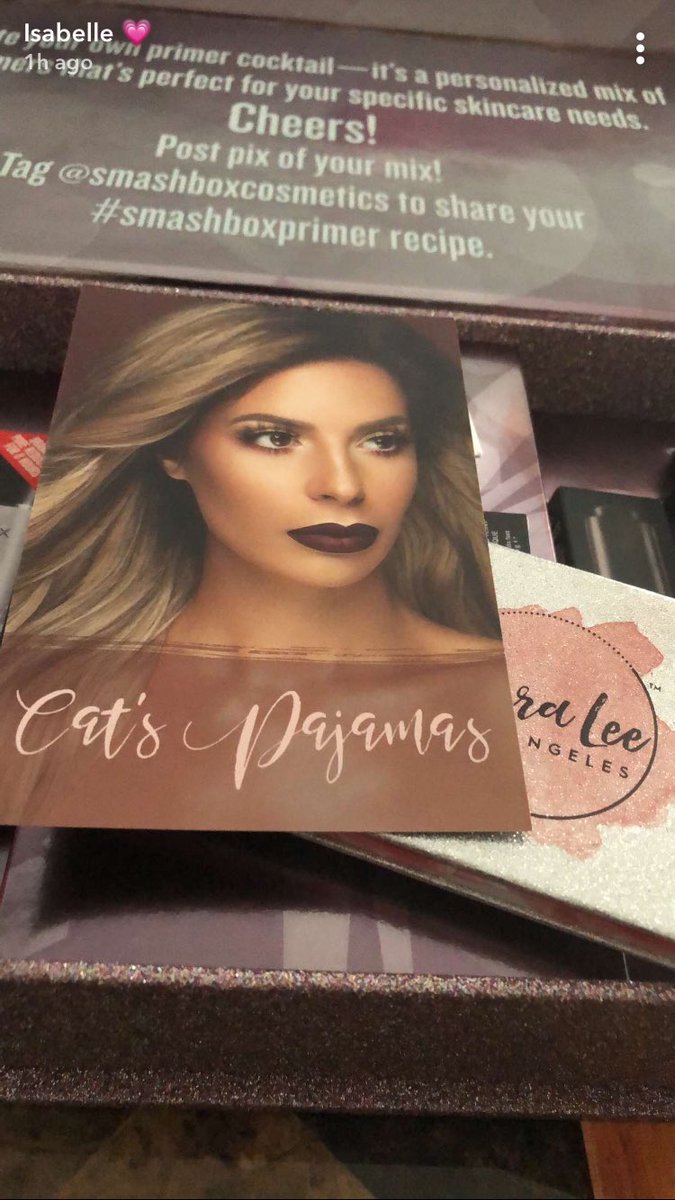 Isabelle 💗
1h ago
your own primer cocktail—it's a personalized mix of
that's perfect for your specific skincare needs.
Cheers!
Post pix of your mix!
Tag @smashboxcosmetics to share your
#smashboxprimer recipe.
Cat's Pajamas
ra Lee
™
NGELES